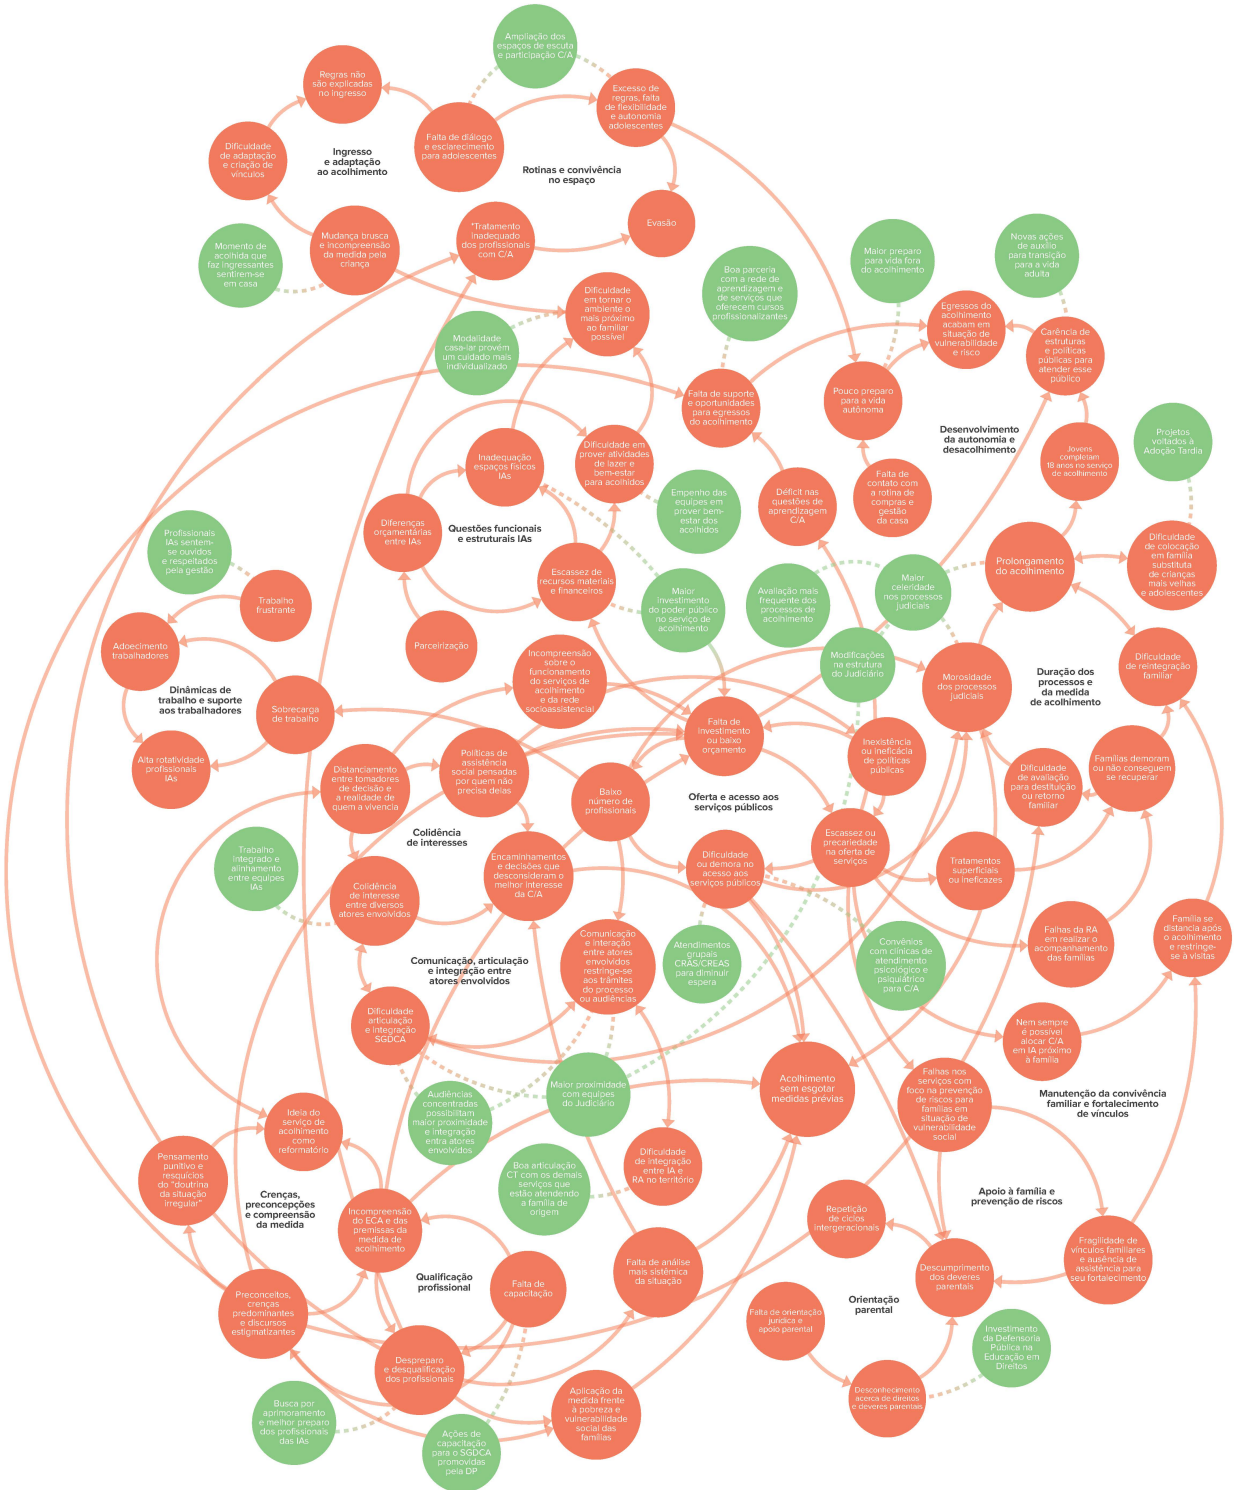 Ampliação dos
espaços de escuta
e participação C/A
Regras não
são explicadas
no ingresso
Excesso de
regras, falta
de flexibilidade
e autonomia
adolescentes
Falta de diálogo
e esclarecimento
para adolescentes
Dificuldade
de adaptação
e criação de
vínculos
Ingresso
e adaptação
ao acolhimento
Rotinas e convivência
no espaço
Evasão
"Tratamento
inadequado
dos profissionais
com C/A
Mudança brusca
e incompreensão
da medida pela
criança
Momento de
acolhida que
faz ingressantes
sentirem-se
em casa
Maior preparo
para vida fora
do acolhimento
Novas ações
de auxílio
para transição
para a vida
adulta
Boa parceria
com a rede de
aprendizagem e
de serviços que
oferecem cursos
profissionalizantes
Dificuldade
em tornar o
ambiente o
mais próximo
ao familiar
possível
Egressos do
acolhimento
acabam em
situação de
vulnerabilidade
e risco
Carência de
estruturas
e políticas
públicas para
atender esse
público
Modalidade
casa-lar provém
um cuidado mais
individualizado
Falta de suporte
e oportunidades
para egressos
do acolhimento
Pouco preparo
para a vida
autônoma
Desenvolvimento
da autonomia e
desacolhimento
Jovens
completam
18 anos no serviço
de acolhimento
Projetos
voltados à
Adoção Tardia
Inadequação
espaços físicos
IAs
Dificuldade em
prover atividades
de lazer e
bem-estar
para acolhidos
Empenho das
equipes em
prover bem-
estar dos
acolhidos
Déficit nas
questões de
aprendizagem
C/A
Falta de
contato com
a rotina de
compras e
gestão
da casa
Diferenças
orçamentárias
entre IAs
Questões funcionais
e estruturais IAs
Profissionais
IAs sentem-
se ouvidos
e respeitados
pela gestão
Escassez de
recursos materiais
e financeiros
Maior
investimento
do poder público
no serviço de
acolhimento
Avaliação mais
frequente dos
processos de
acolhimento
Maior
celeridade
nos processos
judiciais
Prolongamento
do acolhimento
Dificuldade
de colocação
em família
substituta
de crianças
mais velhas
e adolescentes
Trabalho
frustrante
Adoecimento
trabalhadores
Parceirização
Incompreensão
sobre o
funcionamento
do serviços de
acolhimento
e da rede
socioassistencial
Modificações
na estrutura
do Judiciário
Morosidade
dos processos
judiciais
Duração dos
processos e
da medida
de acolhimento
Dificuldade
de reintegração
familiar
Dinâmicas de
trabalho e suporte
aos trabalhadores
Sobrecarga
de trabalho
Alta rotatividade
profissionais
IAs
Falta de
investimento
ou baixo
orçamento
Inexistência
ou ineficácia
de políticas
públicas
Políticas de
assistência
social pensadas
por quem não
precisa delas
Distanciamento
entre tomadores
de decisão e
a realidade de
quem a vivencia
Baixo
número de
profissionais
Oferta e acesso aos
serviços públicos
Dificuldade
de avaliação
para destituição
ou retorno
familiar
Famílias demoram
ou não conseguem
se recuperar
Colidência
de interesses
Escassez ou
precariedade
na oferta de
serviços
Trabalho
integrado e
alinhamento
entre equipes
IAs
Colidência
de interesse
entre diversos
atores envolvidos
Encaminhamentos
e decisões que
desconsideram o
melhor interesse
da C/A
Dificuldade
ou demora no
acesso aos
serviços públicos
Tratamentos
superficiais
ou ineficazes
Comunicação, articulação
e integração entre
atores envolvidos
Comunicação
e interação
entre atores
envolvidos
restringe-se
aos trâmites
do processo
ou audiências
Atendimentos
grupais
CRAS/CREAS
para diminuir
espera
Convênios
com clínicas de
atendimento
psicológico e
psiquiátrico
para C/A
Falhas da RA
em realizar o
acompanhamento
das famílias
Família se
distancia após
o acolhimento
e restringe-
se à visitas
Dificuldade
articulação
e integração
SGDCA
Nem sempre
é possível
alocar C/A
em IA próximo
à família
Maior proximidade
com equipes
do Judiciário
Acolhimento
sem esgotar
medidas prévias
Falhas nos
serviços com
foco na prevenção
de riscos para
famílias em
situação de
vulnerabilidade
social
Manutenção da convivência
familiar e fortalecimento
de vínculos
Audiências
concentradas
possibilitam
maior proximidade
e integração
entra atores
envolvidos
Ideia do
serviço de
acolhimento
como
reformatório
Pensamento
punitivo e
resquícios
do "doutrina
da situação
irregular"
Boa articulação
CT com os demais
serviços que
estão atendendo
a família de
origem
Dificuldade
de integração
entre IA e
RA no território
Crenças,
preconcepções
e compreensão
da medida
Incompreensão
do ECA e das
premissas da
medida de
acolhimento
Repetição
de ciclos
intergeracionais
Apoio à família e
prevenção de riscos
Fragilidade de
vínculos familiares
e ausência de
assistência para
seu fortalecimento
Qualificação
profissional
Falta de
capacitação
Falta de análise
mais sistêmica
da situação
Descumprimento
dos deveres
parentais
Preconceitos,
crenças
predominantes
e discursos
estigmatizantes
Orientação
parental
Falta de orientação
jurídica e
apoio parental
Investimento
da Defensoria
Pública na
Educação em
Direitos
Despreparo
e desqualificação
dos profissionais
Desconhecimento
acerca de direitos
e deveres parentais
Busca por
aprimoramento
e melhor preparo
dos profissionais
das IAs
Aplicação da
medida frente
à pobreza e
vulnerabilidade
social das
famílias
Ações de
capacitação
para o SGDCA
promovidas
pela DP